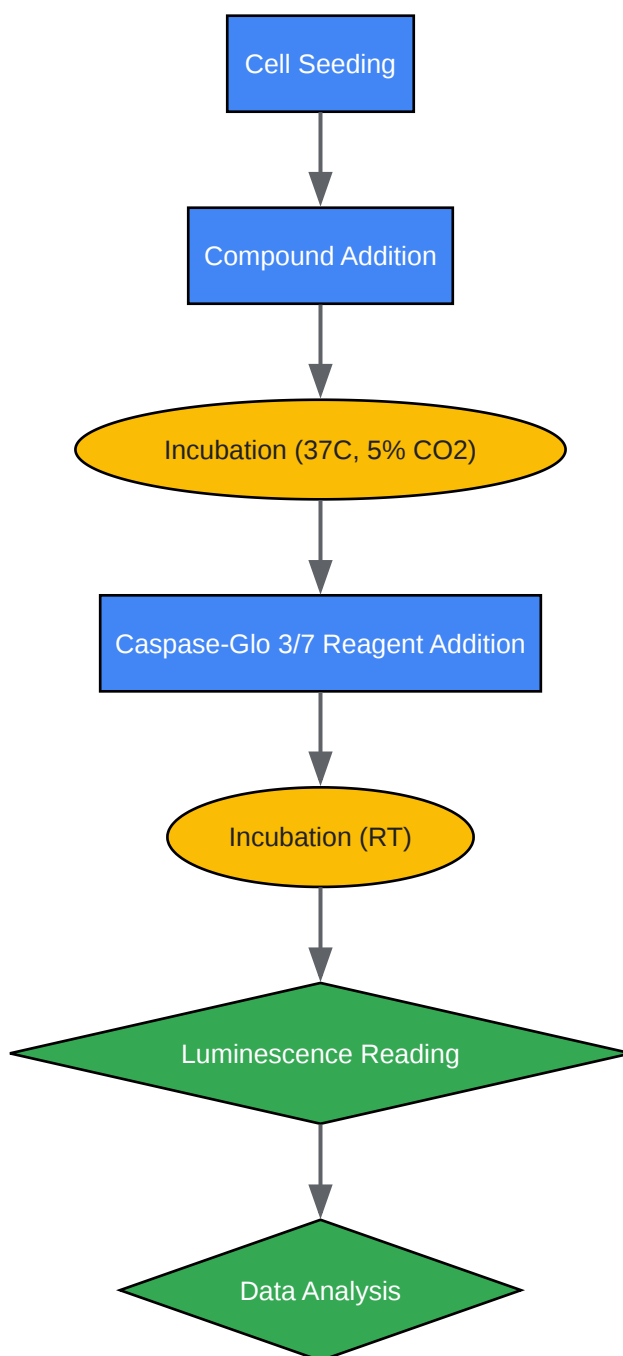 Cell Seeding
Compound Addition
Incubation (37C, 5% CO2)
Caspase-Glo 3/7 Reagent Addition
Incubation (RT)
Luminescence Reading
Data Analysis